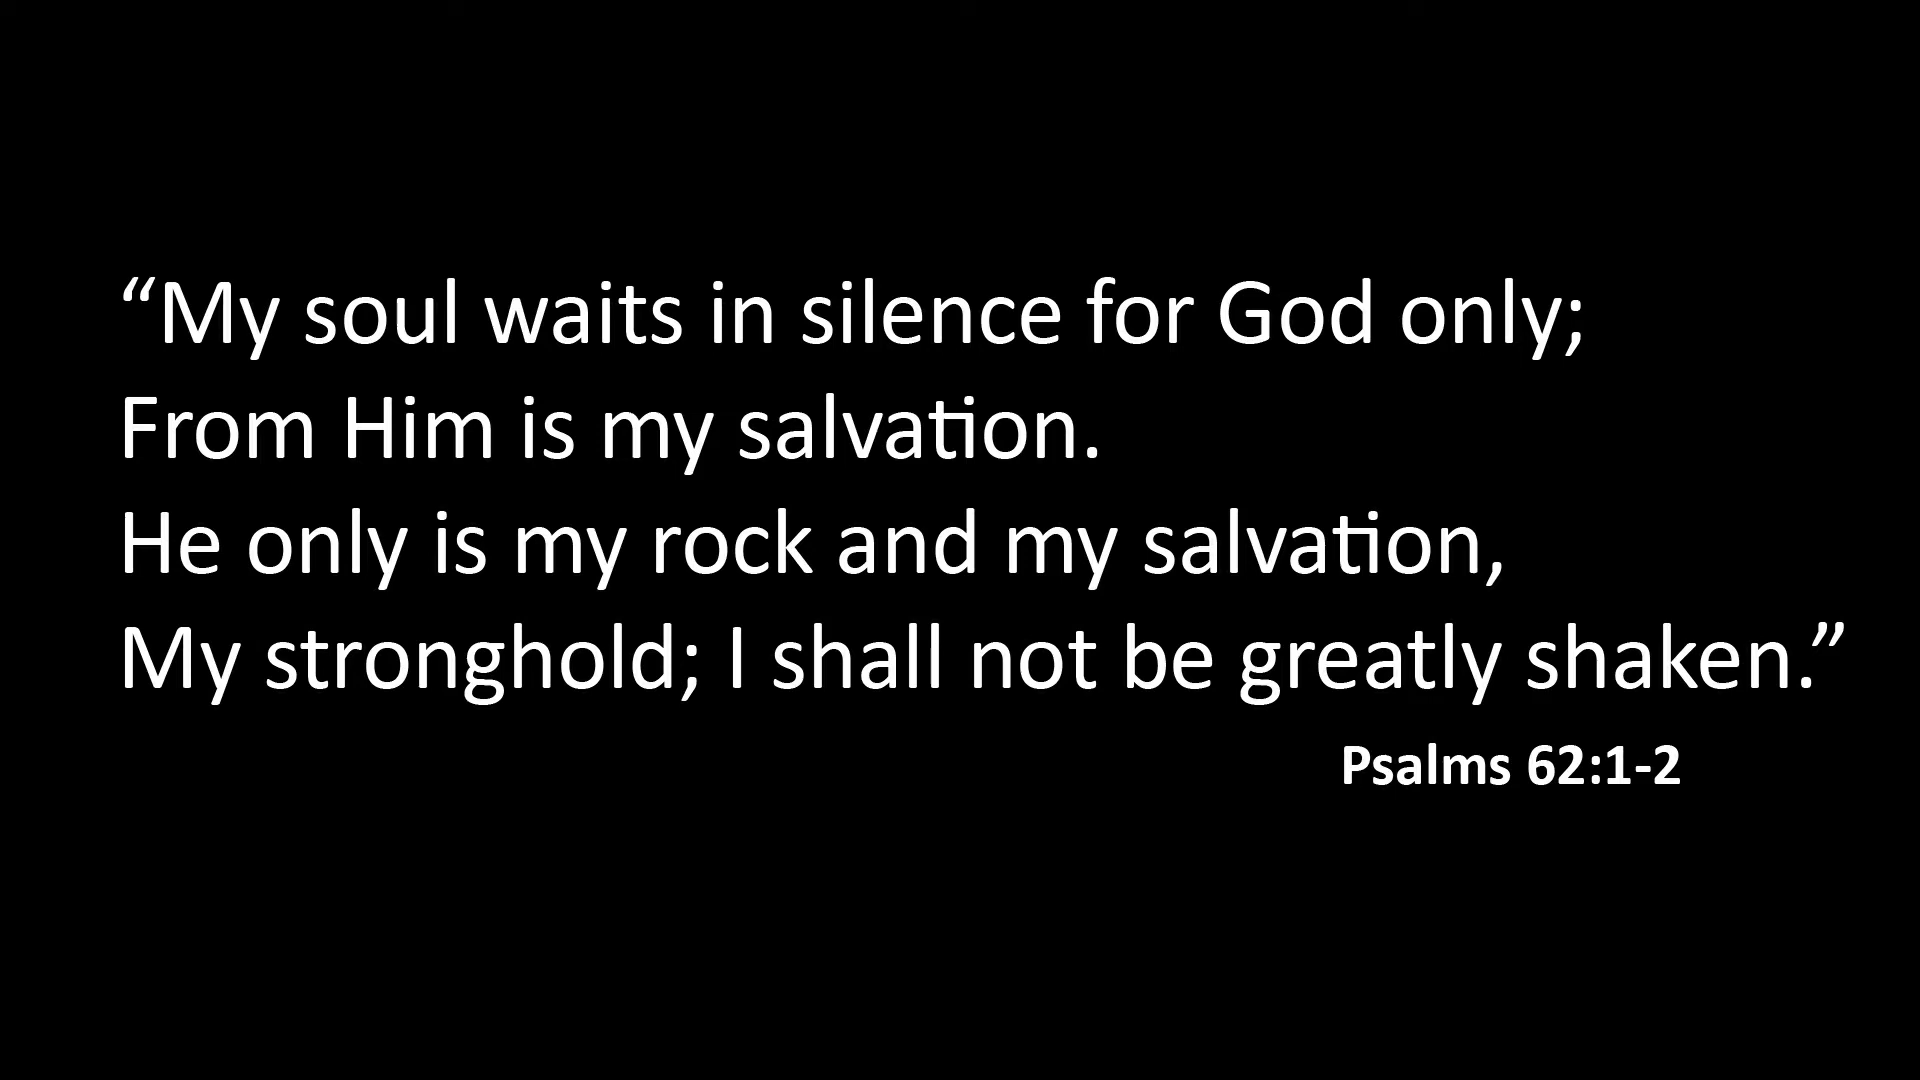 “My soul waits in silence for God only;
From Him is my salvation.
He only is my rock and my salvation,
My stronghold; I shall not be greatly shaken.”
Psalms 62:1-2